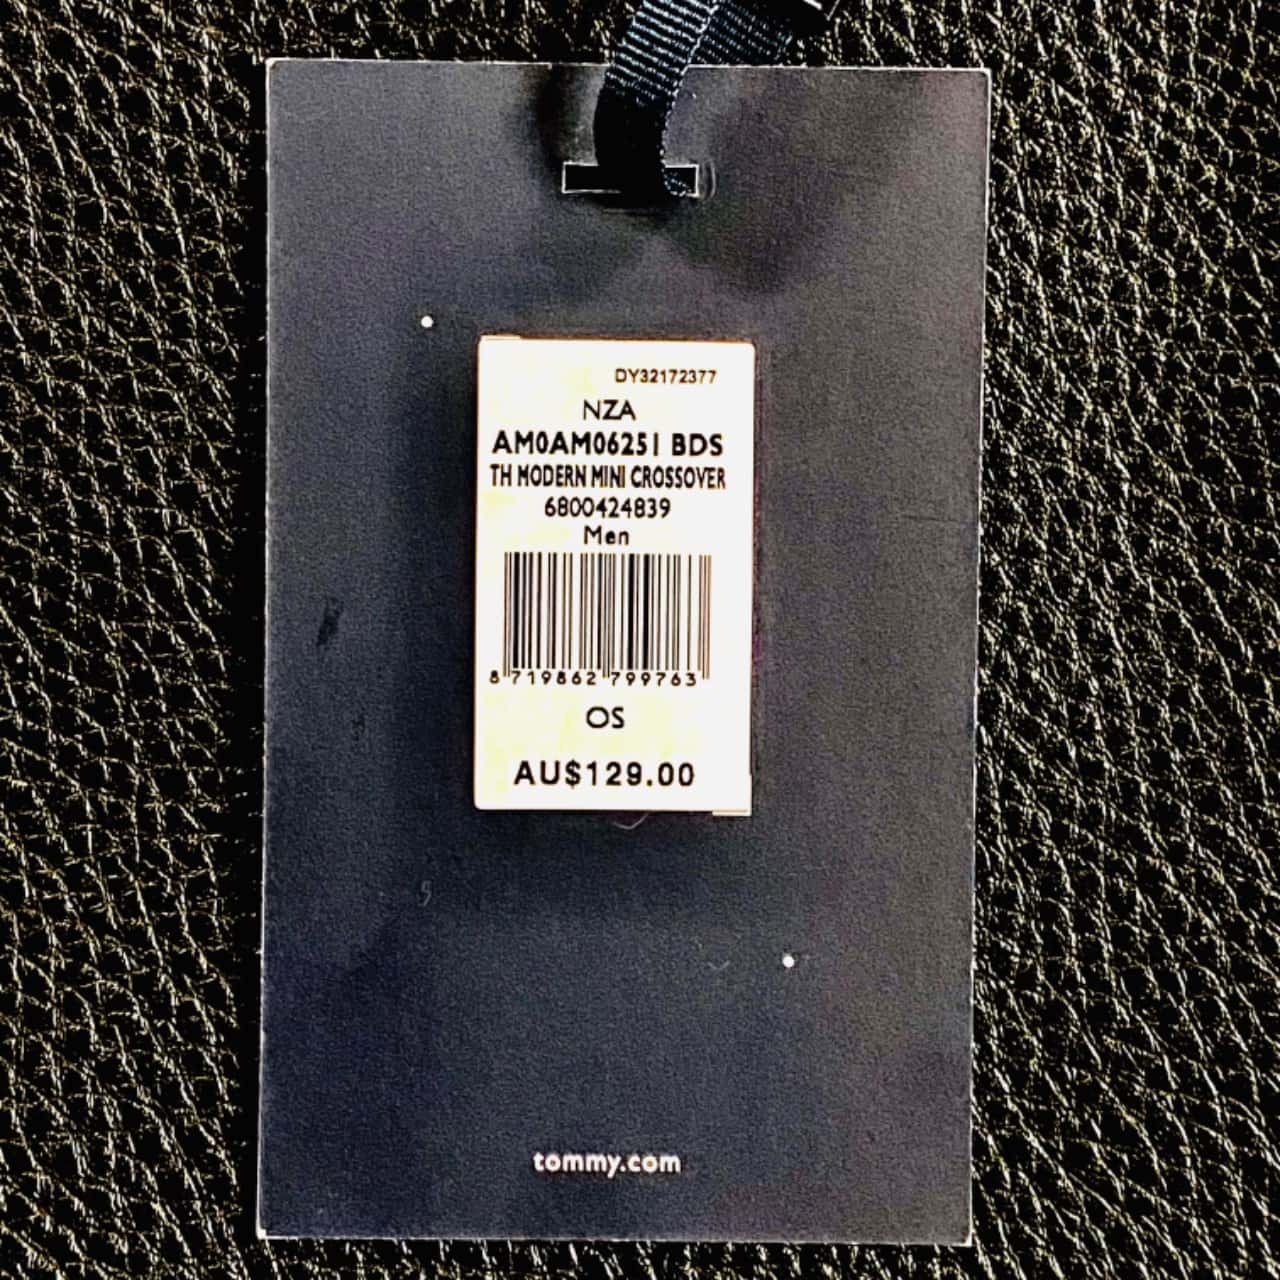 DY32172377
NZA
AM0AM06251 BDS
TH MODERN MINI CROSSOVER
6800424839
Men
8 719862 799763
OS
AU$129.00
tommy.com